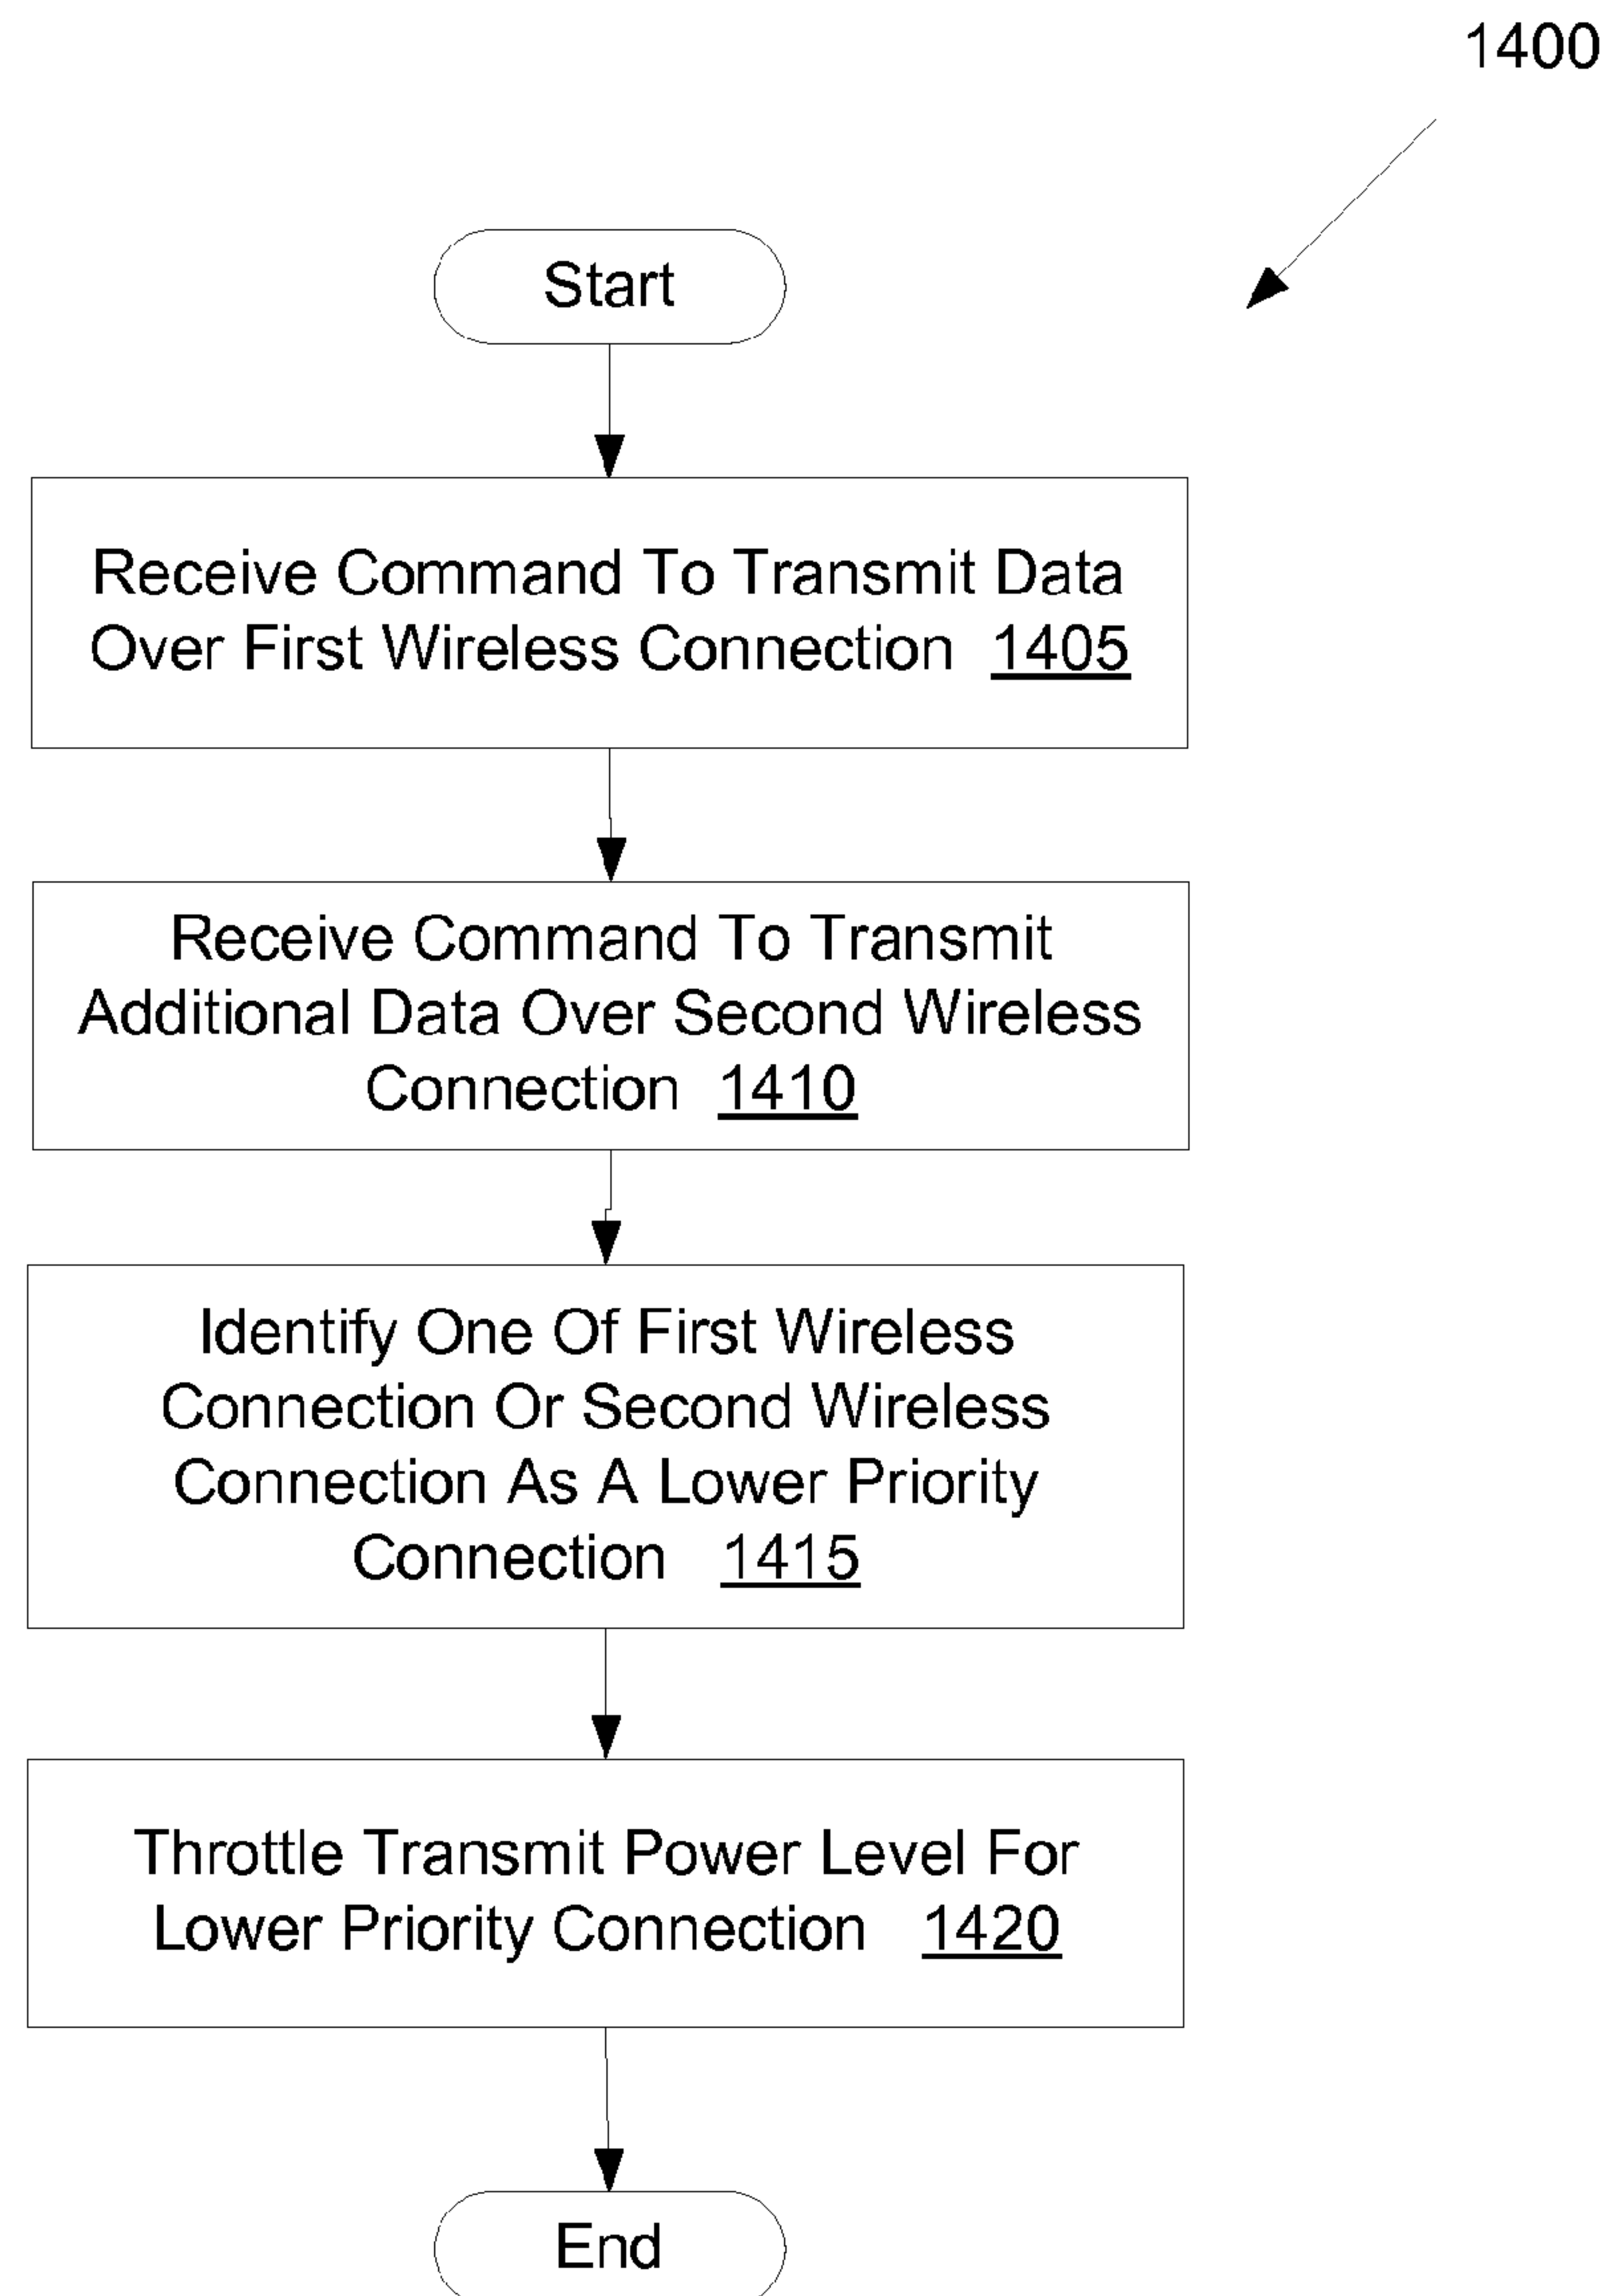 1400
Start
Receive Command To Transmit Data
Over First Wireless Connection 1405
Receive Command To Transmit
Additional Data Over Second Wireless
Connection 1410
Identify One Of First Wireless
Connection Or Second Wireless
Connection As A Lower Priority
Connection 1415
Throttle Transmit Power Level For
Lower Priority Connection 1420
End